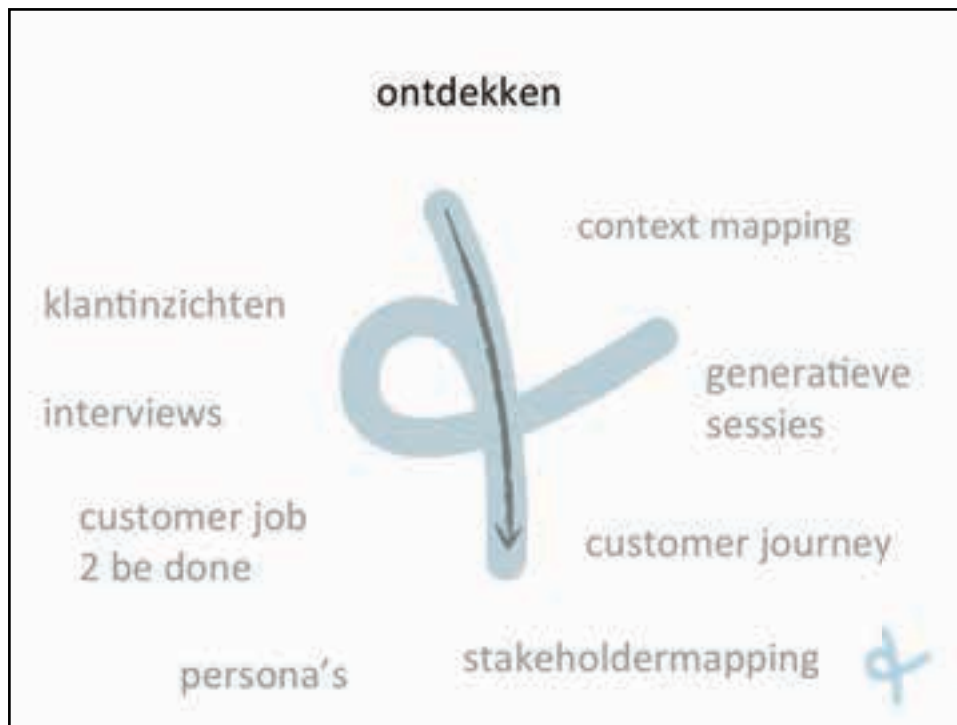 ontdekken
context mapping
klantinzichten
generatieve
sessies
interviews
customer job
2 be done
customer journey
stakeholdermapping
persona's